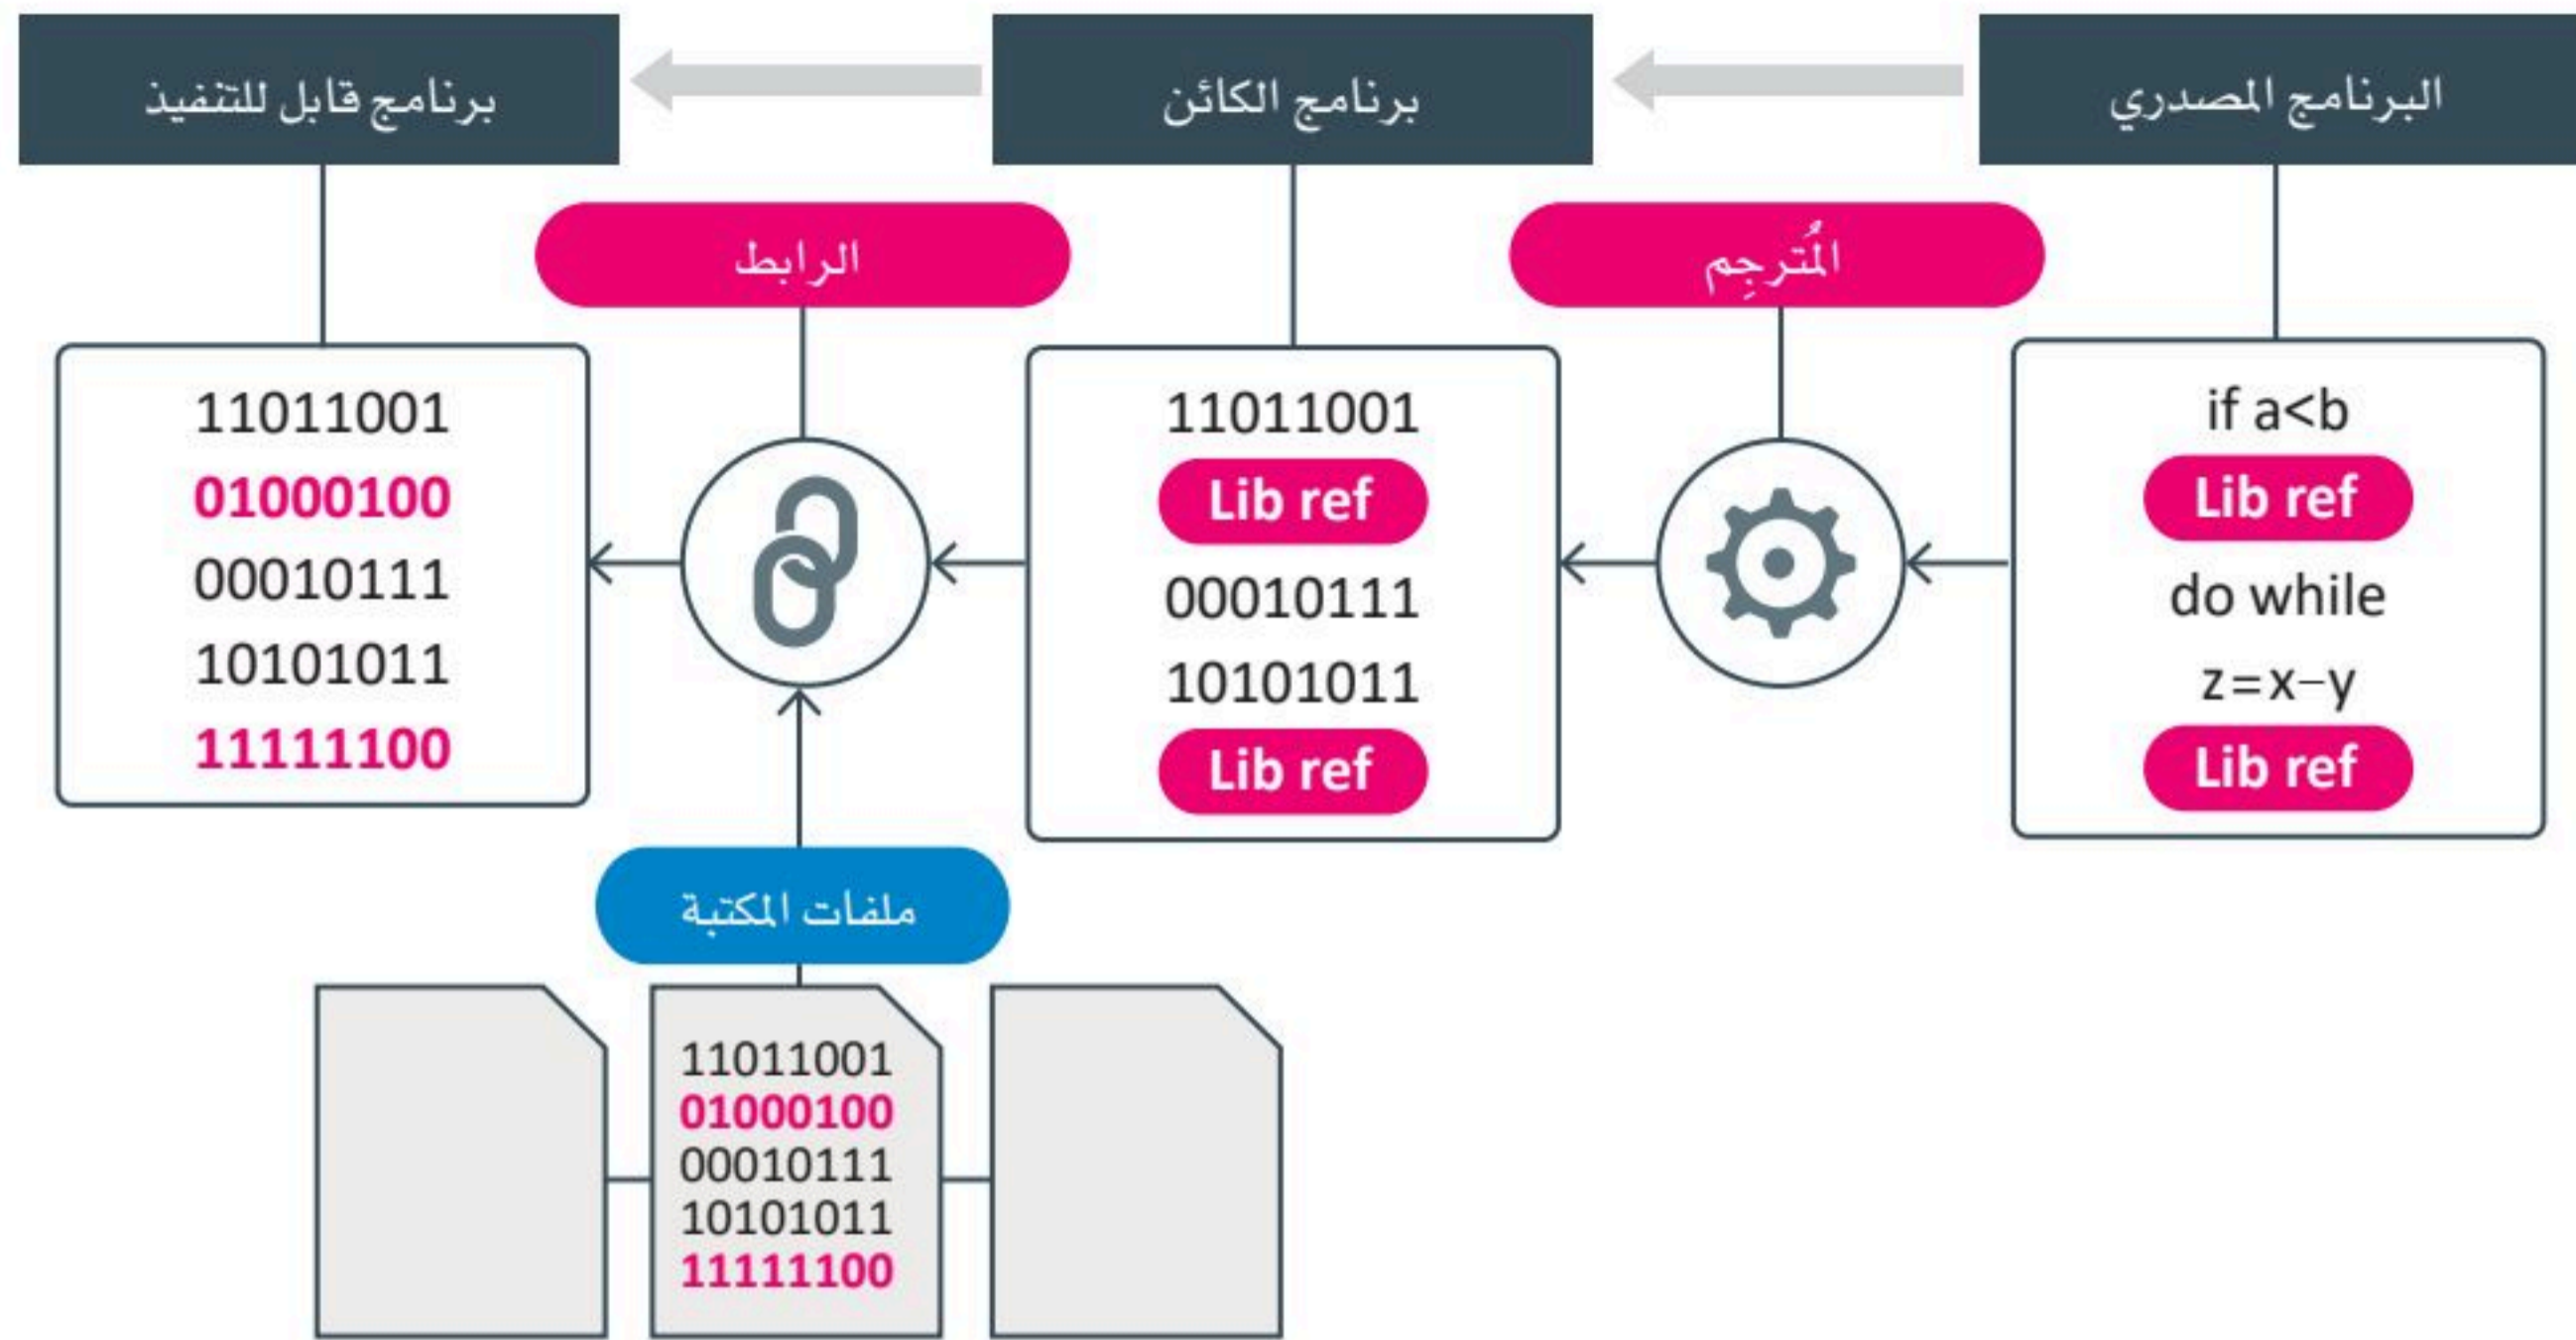 البرنامج المصدري
برنامج الكائن
برنامج قابل للتنفيذ
المُترجِم
الرابط
if a<b
Lib ref
do while
z=x–y
Lib ref
11011001
Lib ref
00010111
10101011
Lib ref
11011001
01000100
00010111
10101011
11111100
ملفات المكتبة
11011001
01000100
00010111
10101011
11111100